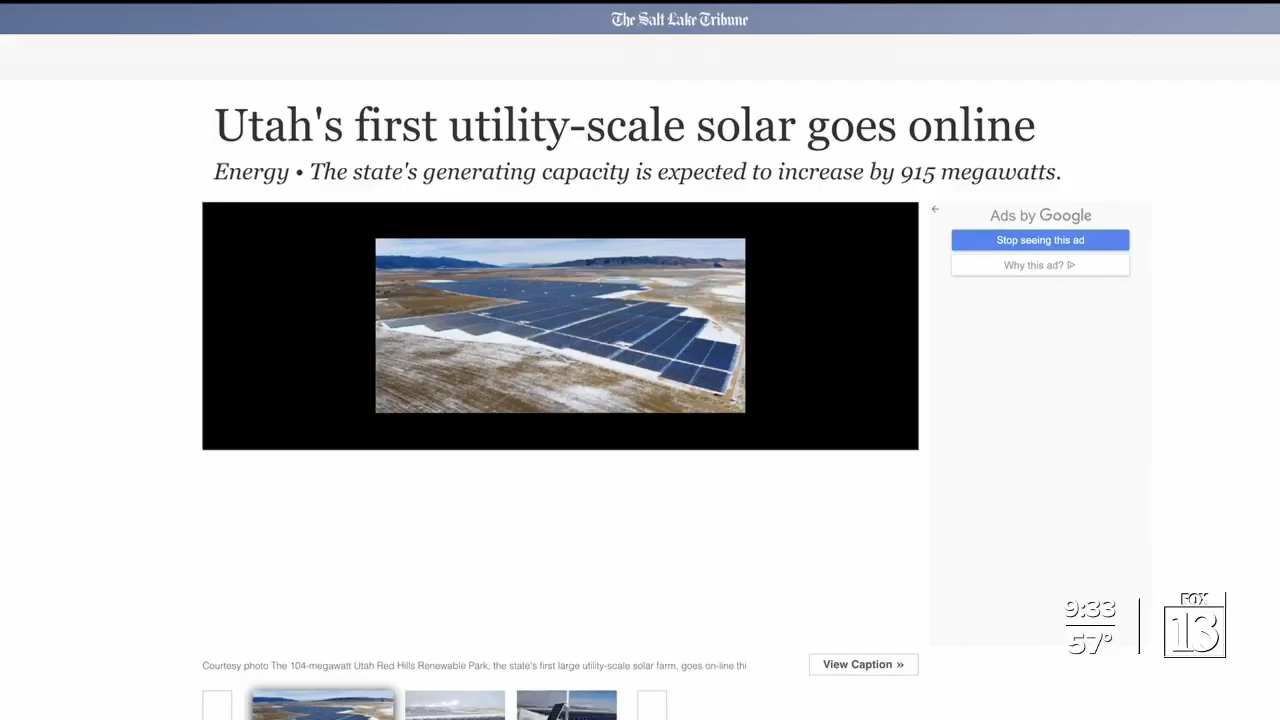 The Salt Lake Tribune
Utah's first utility-scale solar goes online
Energy • The state's generating capacity is expected to increase by 915 megawatts.
Ads by Google
Stop seeing this ad
Why this ad?
Courtesy photo The 104-megawatt Utah Red Hills Renewable Park, the state's first large utility-scale solar farm, goes on-line thi
View Caption »
9:33
57°
FOX
13